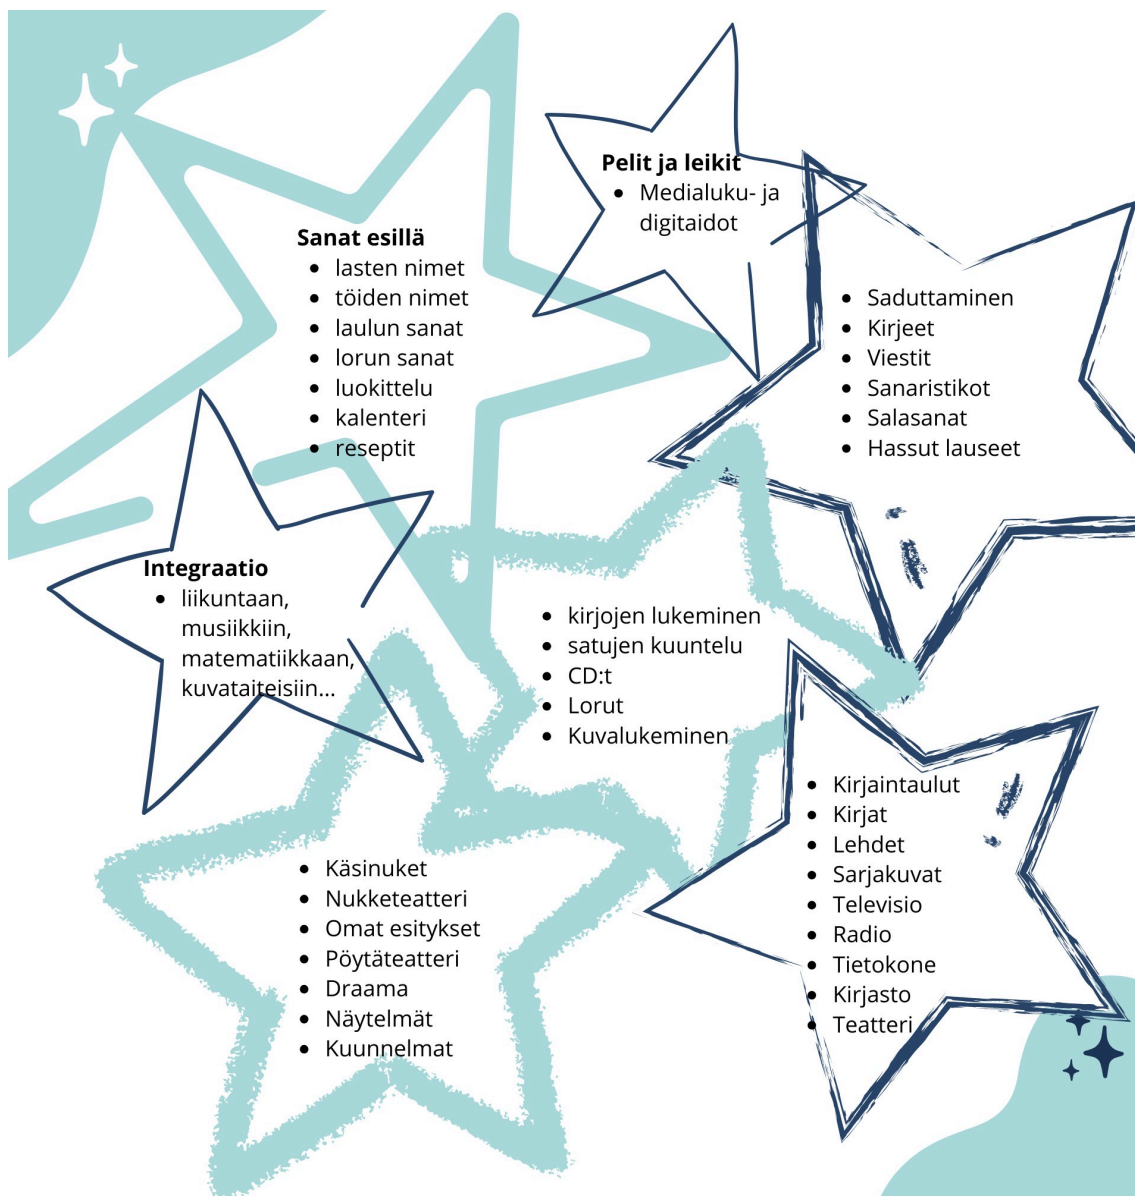 Pelit ja leikit
• Medialuku- ja
digitaidot
Sanat esillä
• lasten nimet
• töiden nimet
• laulun sanat
• lorun sanat
• luokittelu
• kalenteri
• reseptit
• Saduttaminen
• Kirjeet
• Viestit
• Sanaristikot
• Salasanat
• Hassut lauseet
Integraatio
• liikuntaan,
musiikkiin,
matematiikkaan,
kuvataiteisiin...
• kirjojen lukeminen
• satujen kuuntelu
• CD:t
• Lorut
• Kuvalukeminen
• Kirjaintaulut
• Kirjat
• Lehdet
• Sarjakuvat
• Televisio
• Radio
• Tietokone
• Kirjasto
• Teatteri
• Käsinuket
• Nukketeatteri
• Omat esitykset
• Pöytäteatteri
• Draama
• Näytelmät
• Kuunnelmat